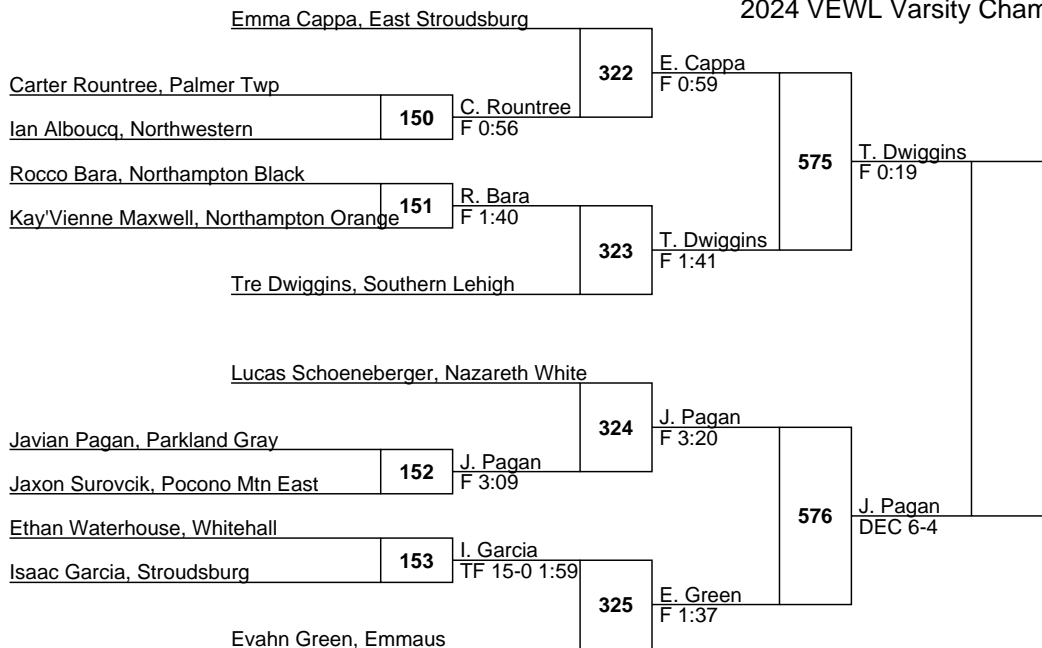 2024 VEWL Varsity Cham
Emma Cappa, East Stroudsburg
322
E. Cappa
F 0:59
Carter Rountree, Palmer Twp
150
C. Rountree
F 0:56
Ian Alboucq, Northwestern
575
T. Dwiggins
F 0:19
Rocco Bara, Northampton Black
151
R. Bara
F 1:40
Kay'Vienne Maxwell, Northampton Orange
323
T. Dwiggins
F 1:41
Tre Dwiggins, Southern Lehigh
Lucas Schoeneberger, Nazareth White
324
J. Pagan
F 3:20
Javian Pagan, Parkland Gray
152
J. Pagan
F 3:09
Jaxon Surovcik, Pocono Mtn East
576
J. Pagan
DEC 6-4
Ethan Waterhouse, Whitehall
153
I. Garcia
TF 15-0 1:59
Isaac Garcia, Stroudsburg
325
E. Green
F 1:37
Evahn Green, Emmaus